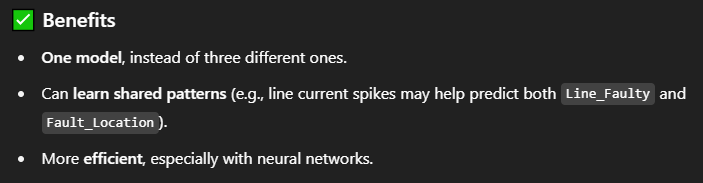 ✅ Benefits
• One model, instead of three different ones.
• Can learn shared patterns (e.g., line current spikes may help predict both Line_Faulty and
Fault_Location).
• More efficient, especially with neural networks.